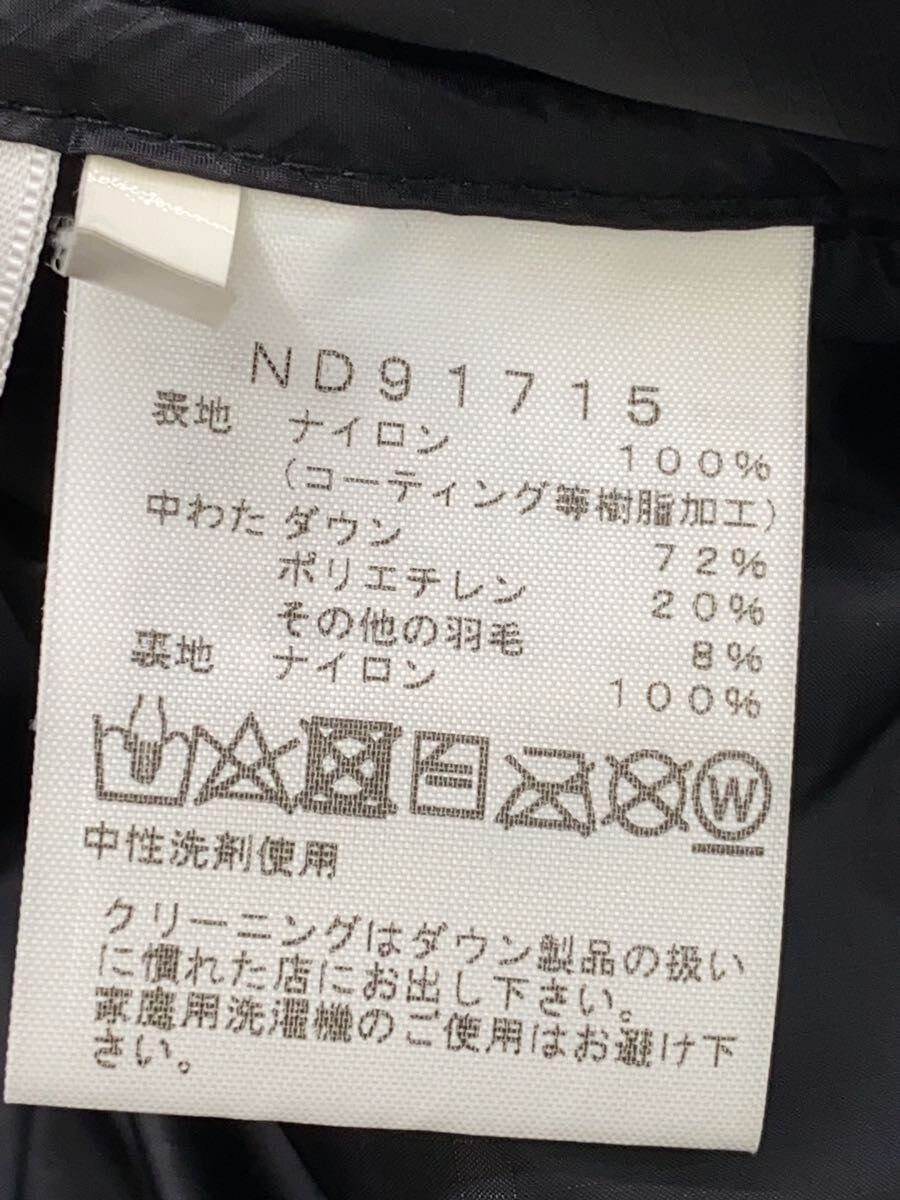 ND91715
表地 ナイロン 100%
(コーティング等樹脂加工)
中わた ダウン 72%
ポリエチレン 20%
その他の羽毛 8%
裏地 ナイロン 100%
W
中性洗剤使用
クリーニングはダウン製品の扱い
に慣れた店にお出し下さい。
家庭用洗濯機のご使用はお避け下
さい。